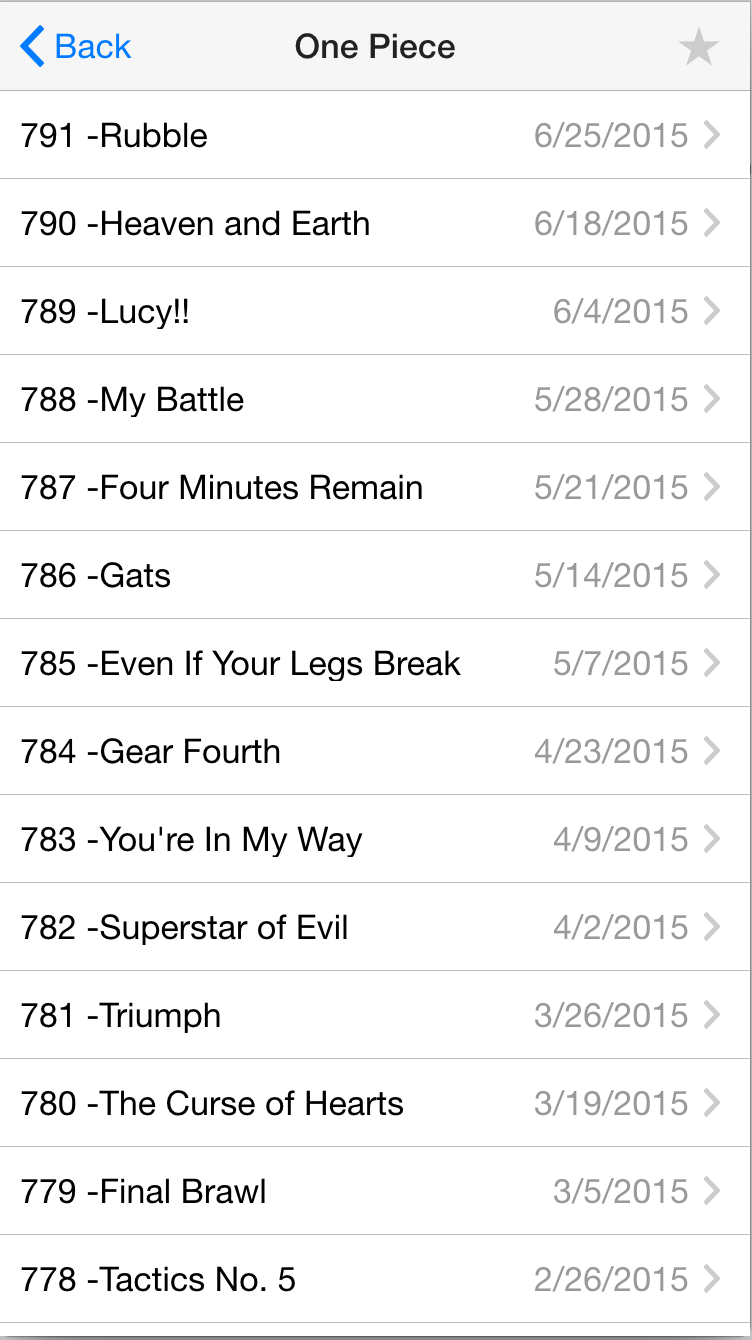 Back One Piece
791 -Rubble 6/25/2015
790 -Heaven and Earth 6/18/2015
789 -Lucy!! 6/4/2015
788 -My Battle 5/28/2015
787 -Four Minutes Remain 5/21/2015
786 -Gats 5/14/2015
785 -Even If Your Legs Break 5/7/2015
784 -Gear Fourth 4/23/2015
783 -You're In My Way 4/9/2015
782 -Superstar of Evil 4/2/2015
781 -Triumph 3/26/2015
780 -The Curse of Hearts 3/19/2015
779 -Final Brawl 3/5/2015
778 -Tactics No. 5 2/26/2015